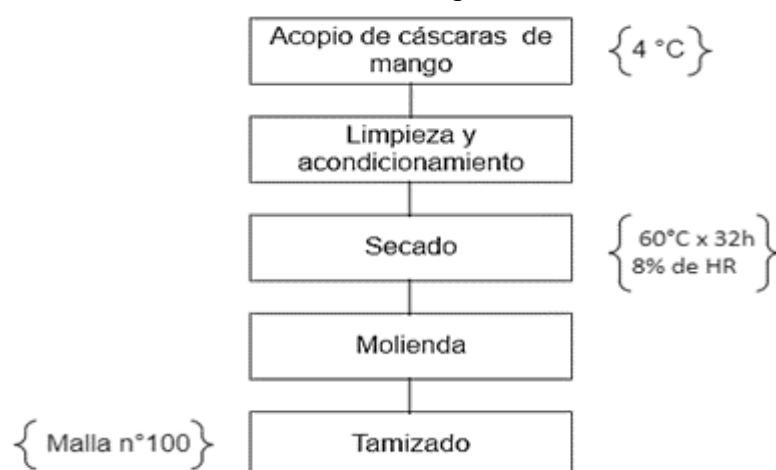 Acopio de cáscaras de
mango
4 °C
Limpieza y
acondicionamiento
Secado
60°C x 32h
8% de HR
Molienda
Malla n°100
Tamizado